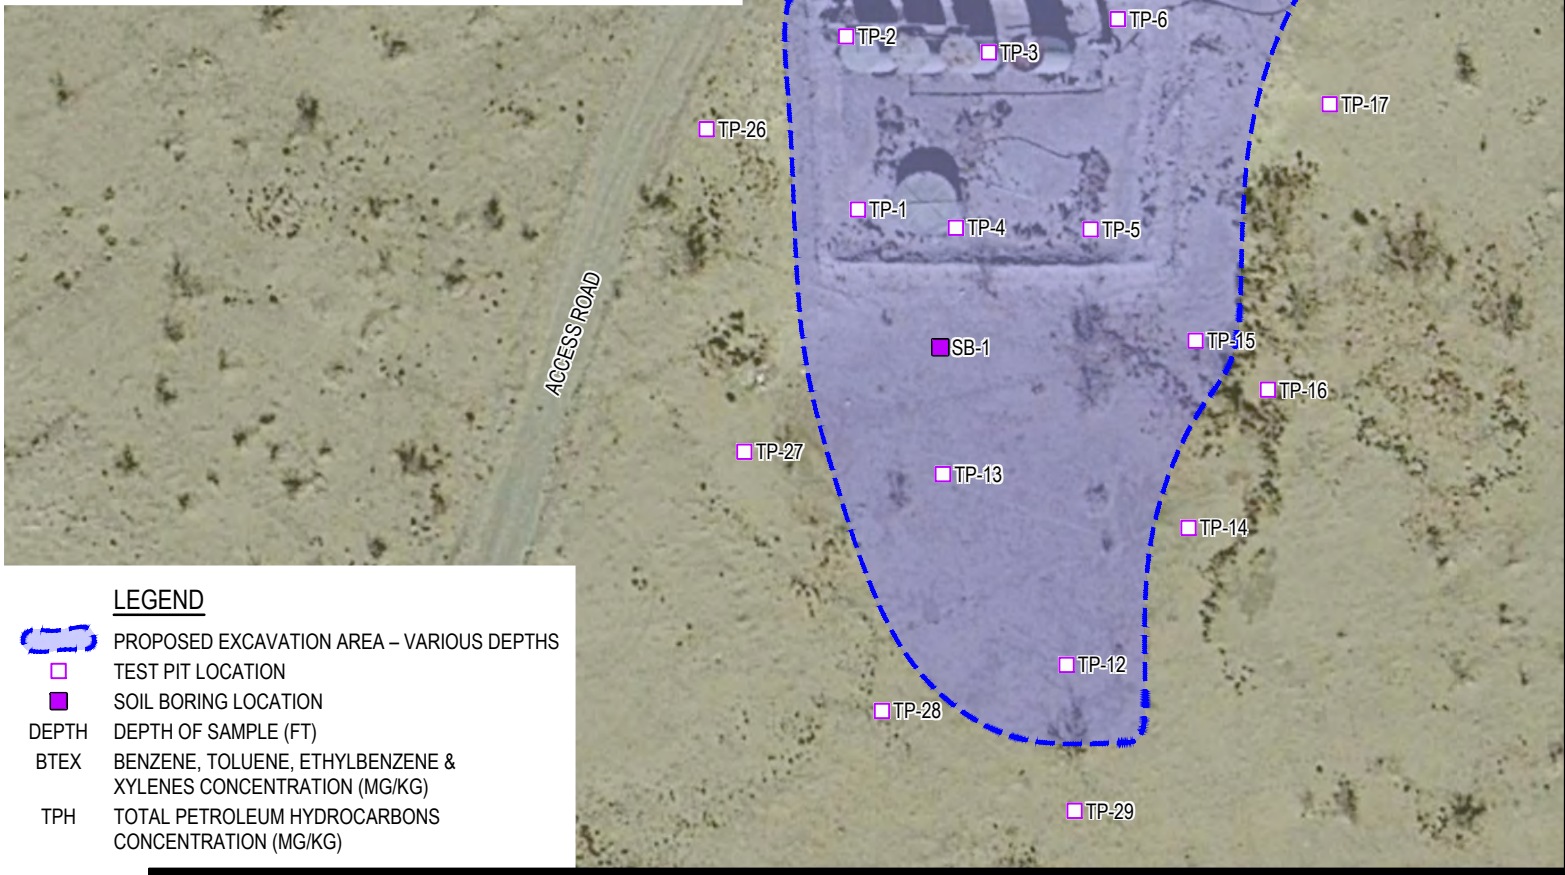 TP-6
TP-2
TP-3
TP-17
TP-26
TP-1
TP-4
TP-5
ACCESS ROAD
TP-15
SB-1
TP-16
TP-27
TP-13
TP-14
TP-12
TP-28
TP-29
LEGEND
PROPOSED EXCAVATION AREA – VARIOUS DEPTHS
TEST PIT LOCATION
SOIL BORING LOCATION
DEPTH DEPTH OF SAMPLE (FT)
BTEX BENZENE, TOLUENE, ETHYLBENZENE &
XYLENES CONCENTRATION (MG/KG)
TPH TOTAL PETROLEUM HYDROCARBONS
CONCENTRATION (MG/KG)